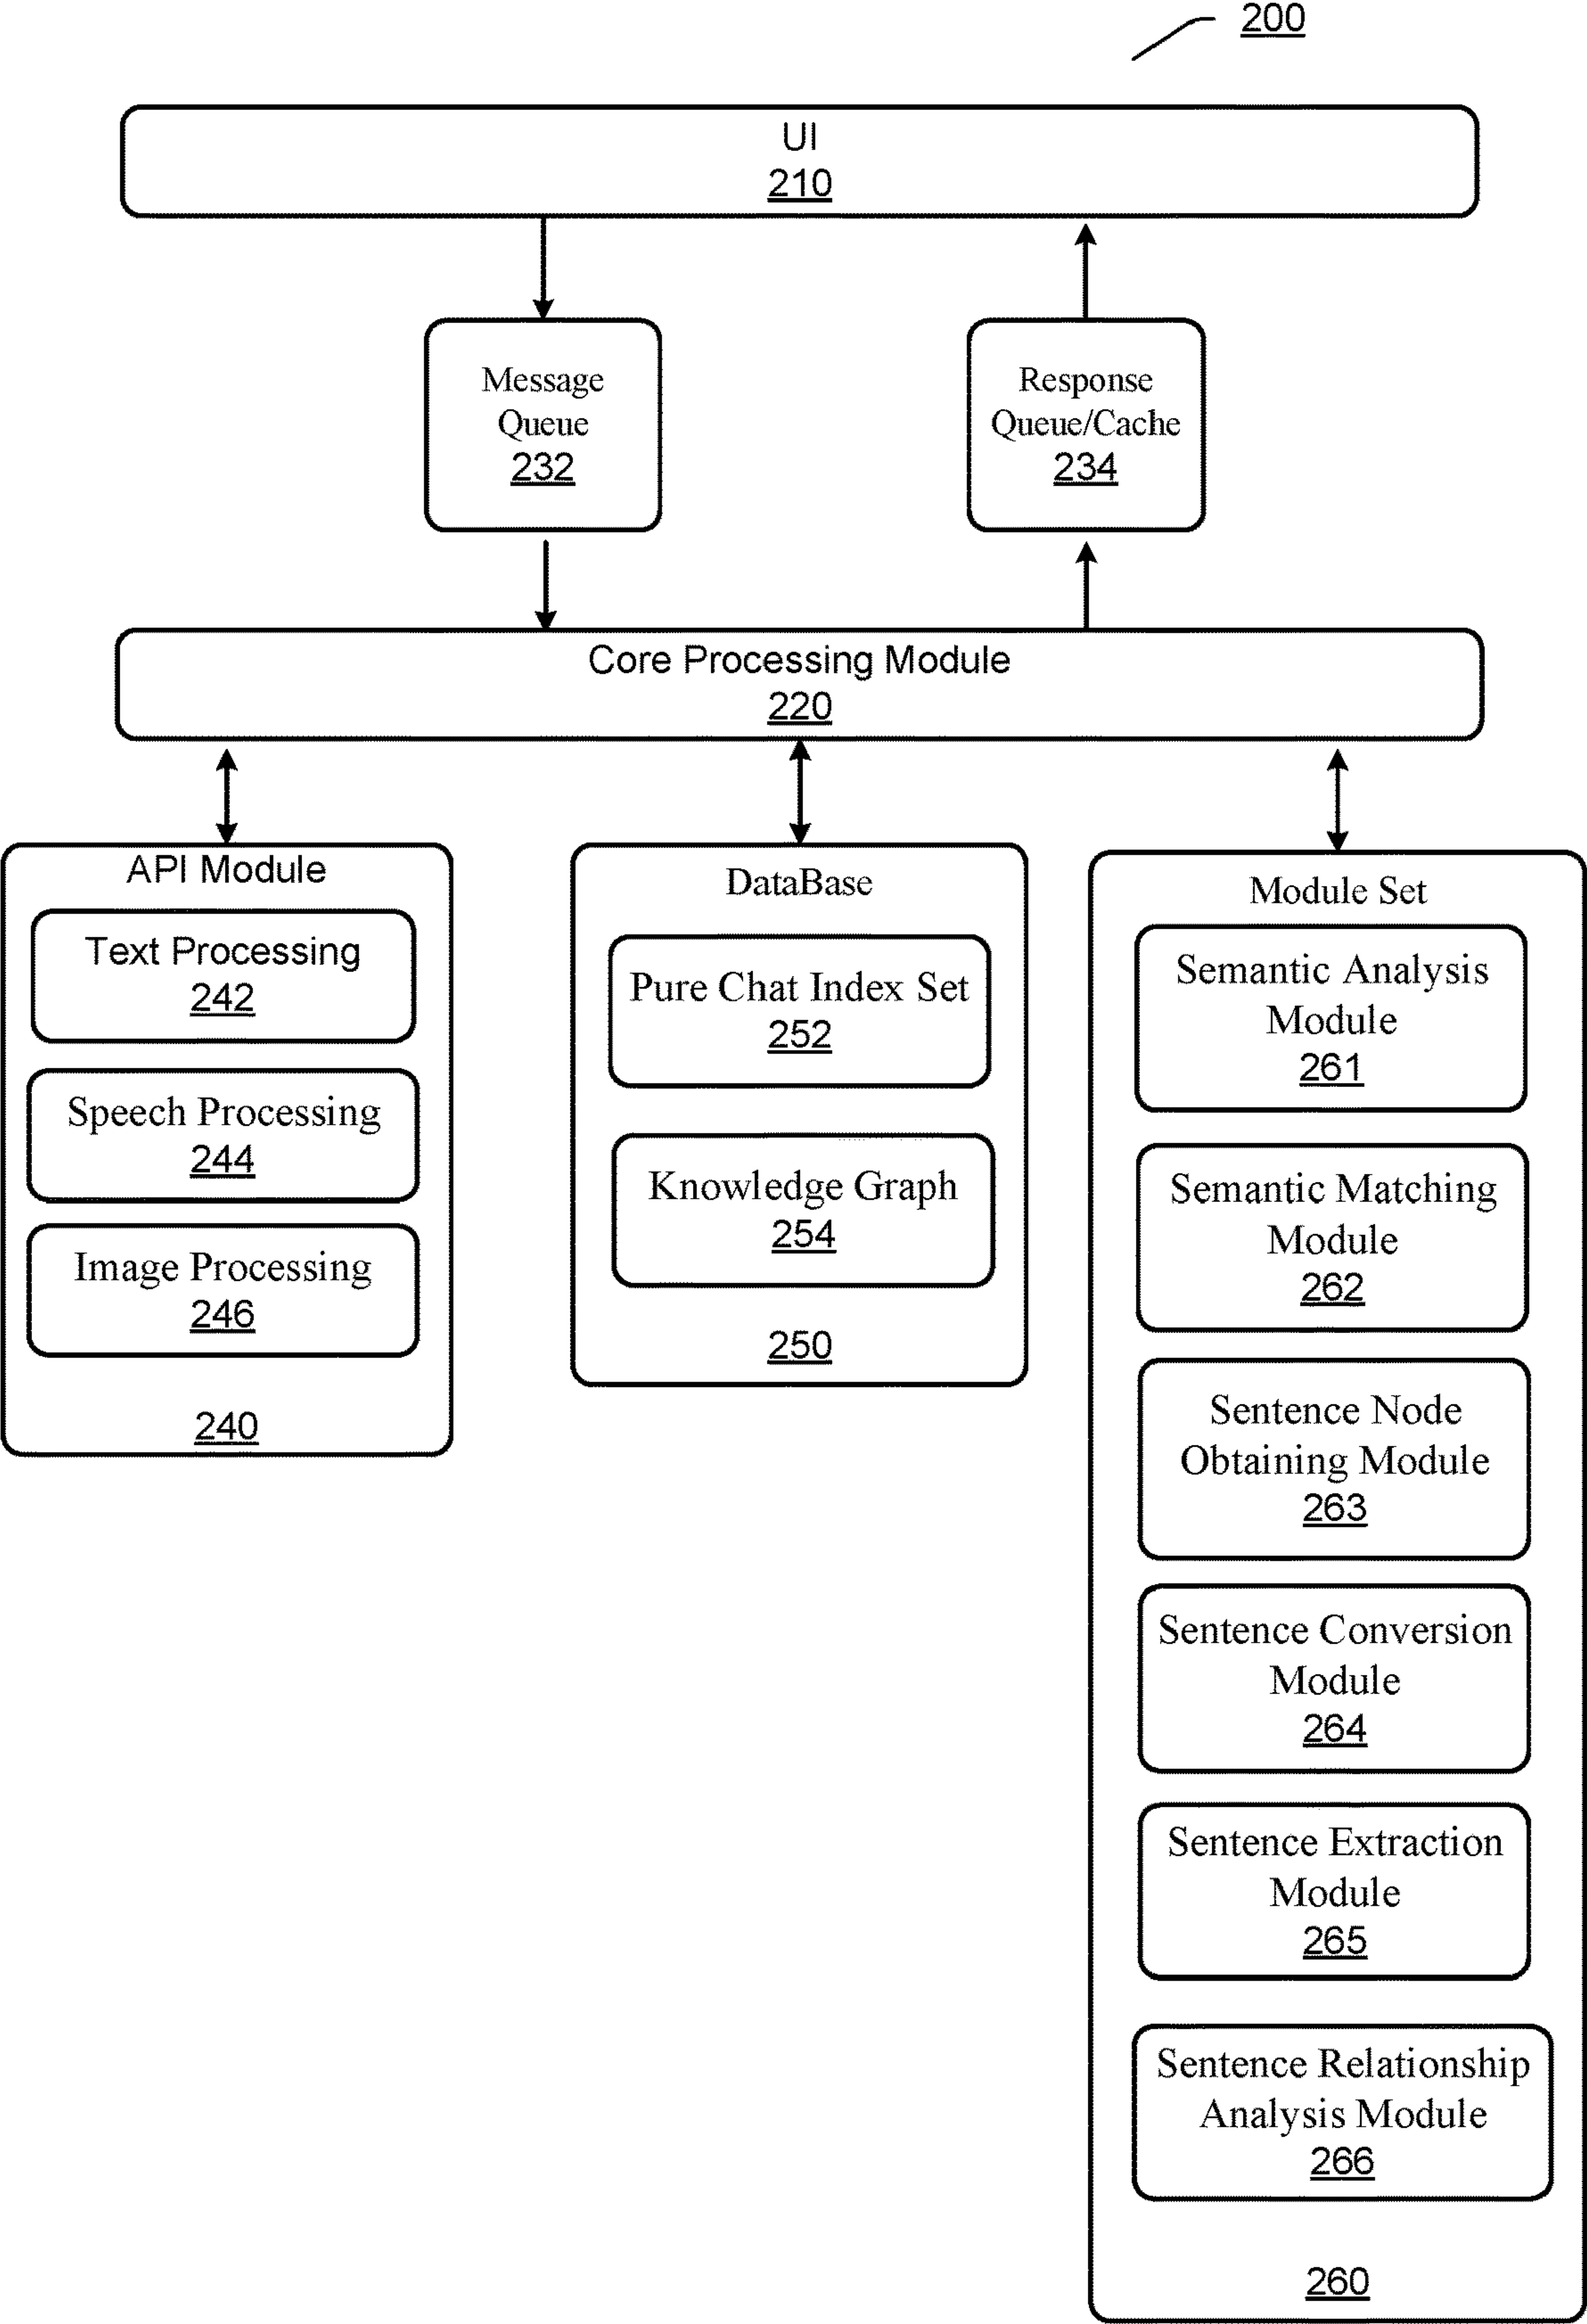 200
UI
210
Message
Queue
232
Response
Queue/Cache
234
Core Processing Module
220
API Module
Text Processing
242
Speech Processing
244
Image Processing
246
240
DataBase
Pure Chat Index Set
252
Knowledge Graph
254
250
Module Set
Semantic Analysis
Module
261
Semantic Matching
Module
262
Sentence Node
Obtaining Module
263
Sentence Conversion
Module
264
Sentence Extraction
Module
265
Sentence Relationship
Analysis Module
266
260